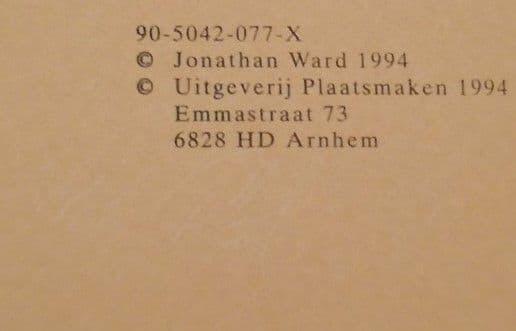 90-5042-077-X
© Jonathan Ward 1994
© Uitgeverij Plaatsmaken 1994
Emmastraat 73
6828 HD Arnhem